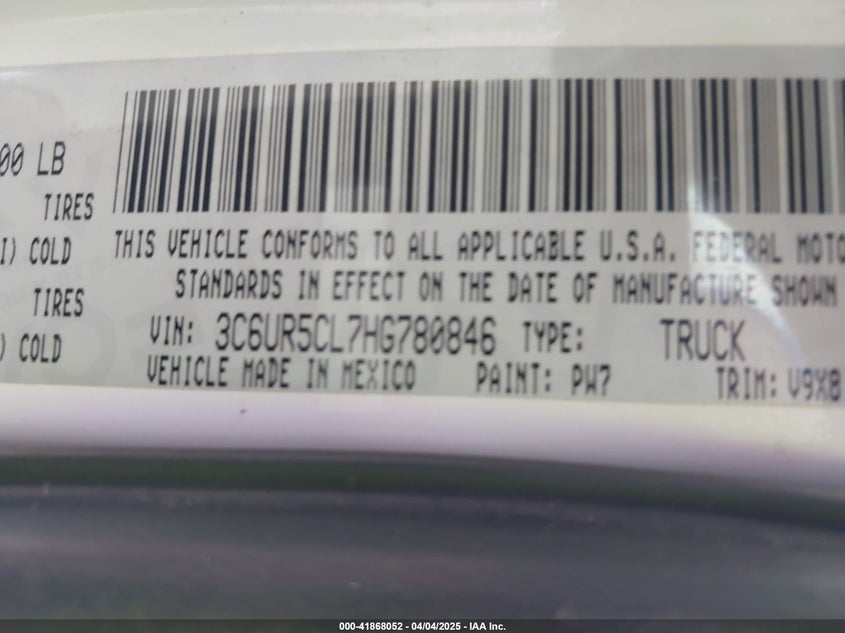 00 LB
TIRES
I) COLD
TIRES
) COLD
THIS VEHICLE CONFORMS TO ALL APPLICABLE U.S.A. FEDERAL MOTO
STANDARDS IN EFFECT ON THE DATE OF MANUFACTURE SHOWN
VIN: 3C6UR5CL7HG780846 TYPE: TRUCK
VEHICLE MADE IN MEXICO PAINT: PW7 TRIM: V9X8
000-41868052 - 04/04/2025 - IAA Inc.